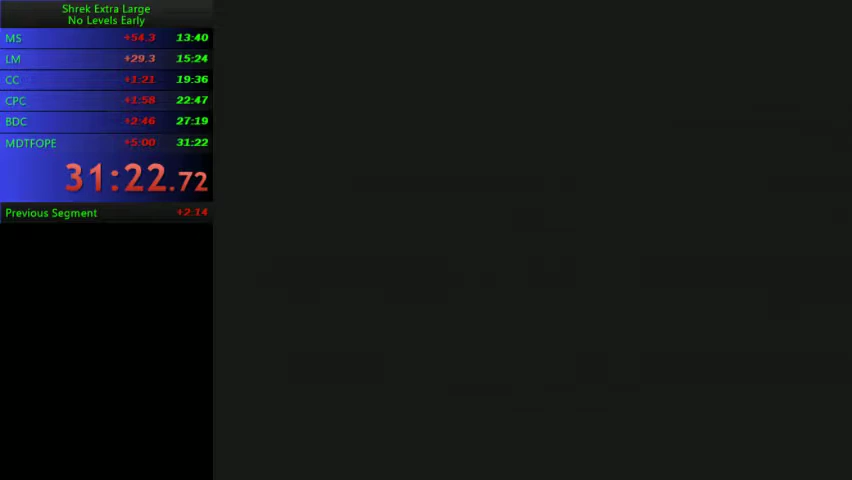 Shrek Extra Large
No Levels Early
MS +54.3 13:40
LM +29.3 15:24
CC +1:21 19:36
CPC +1:58 22:47
BDC +2:46 27:19
MDTFOPE +5:00 31:22
31:22.72
Previous Segment +2:14